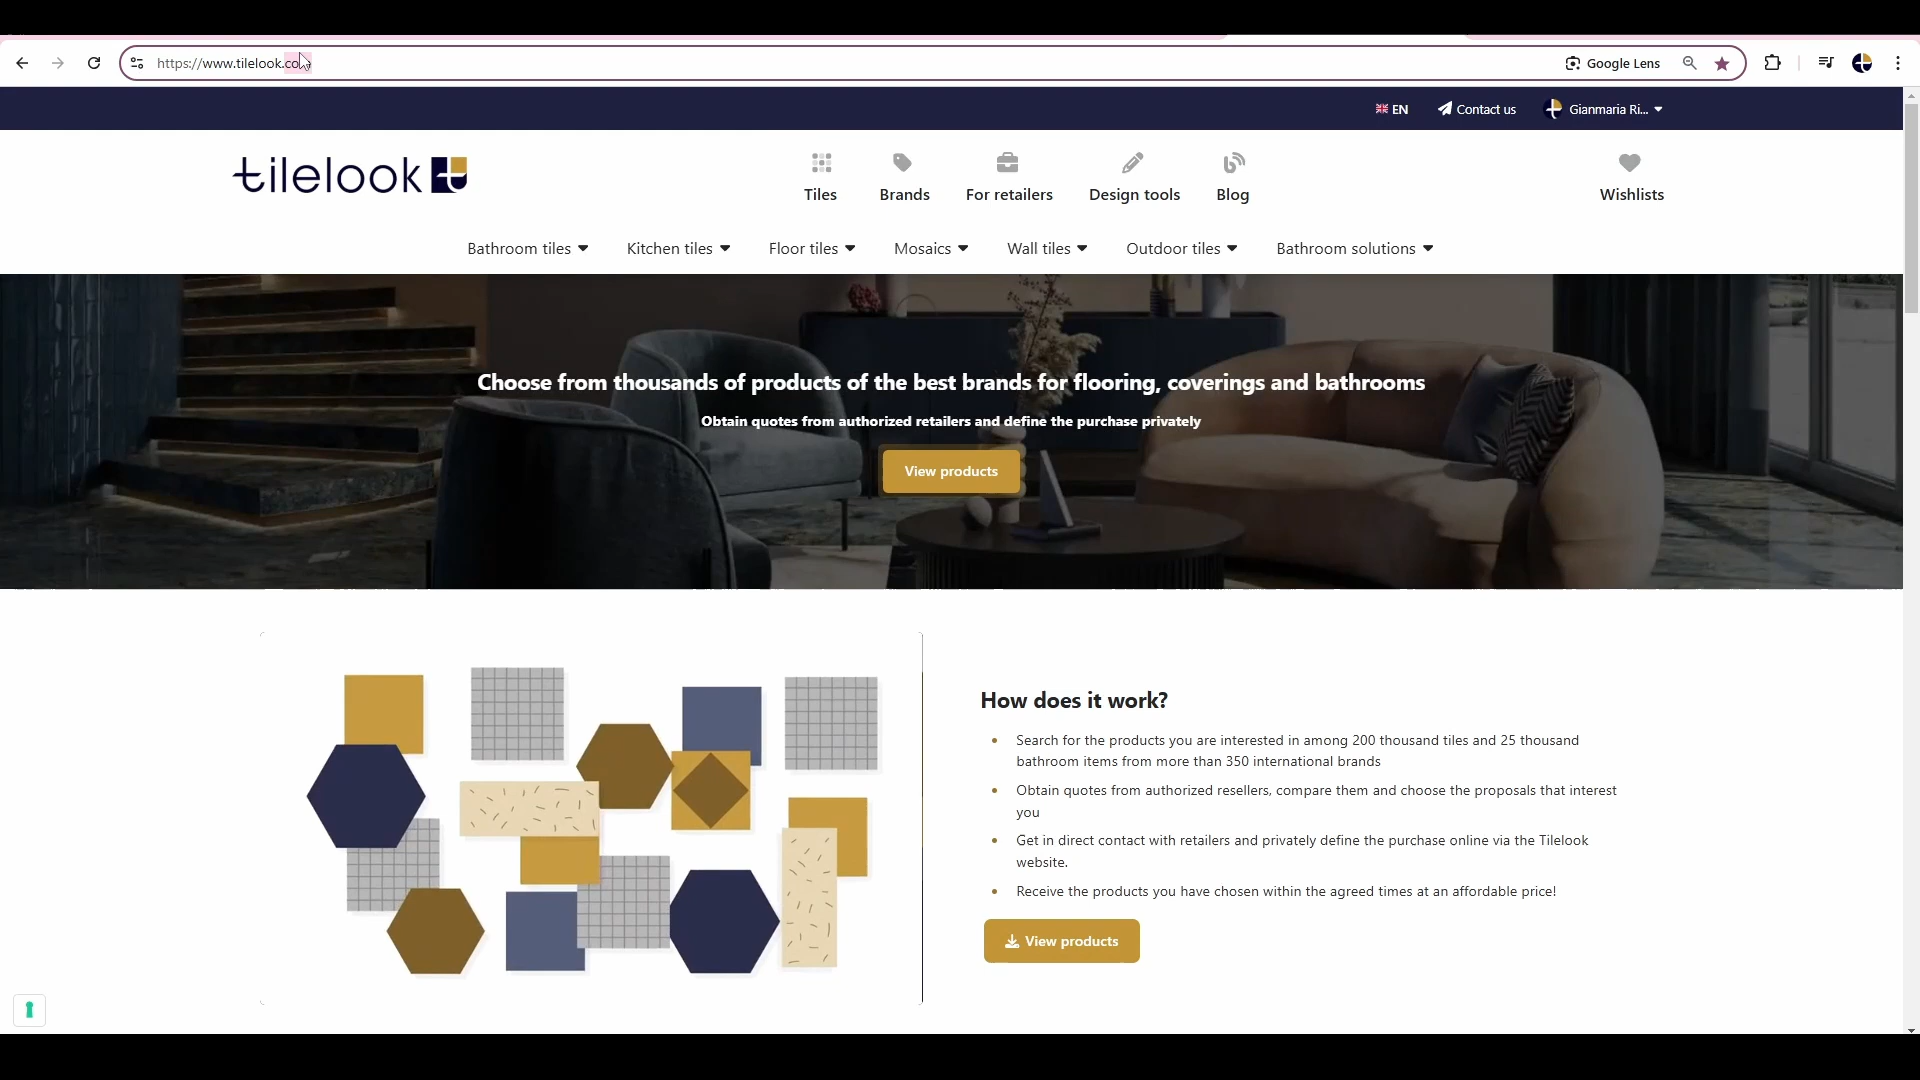 https://www.tilelook.com
Google Lens
EN
Contact us
Gianmaria Ri...
tilelook
Tiles
Brands
For retailers
Design tools
Blog
Wishlists
Bathroom tiles
Kitchen tiles
Floor tiles
Mosaics
Wall tiles
Outdoor tiles
Bathroom solutions
Choose from thousands of products of the best brands for flooring, coverings and bathrooms
Obtain quotes from authorized retailers and define the purchase privately
View products
How does it work?
Search for the products you are interested in among 200 thousand tiles and 25 thousand
bathroom items from more than 350 international brands
Obtain quotes from authorized resellers, compare them and choose the proposals that interest
you
Get in direct contact with retailers and privately define the purchase online via the Tilelook
website.
Receive the products you have chosen within the agreed times at an affordable price!
View products